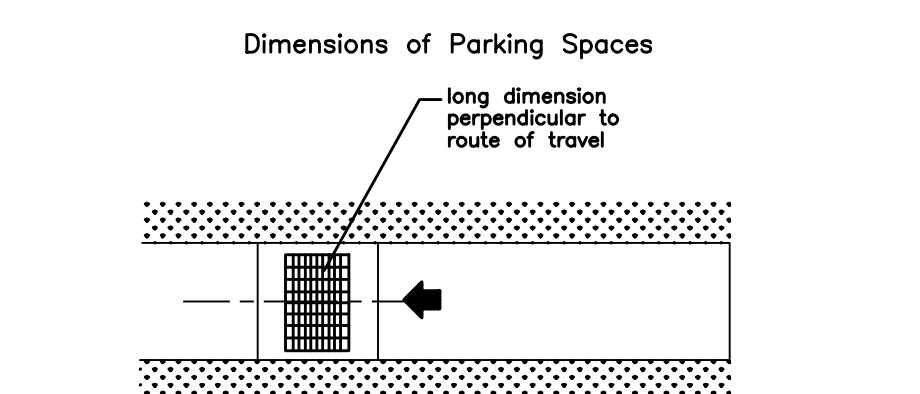 Dimensions of Parking Spaces
long dimension
perpendicular to
route of travel